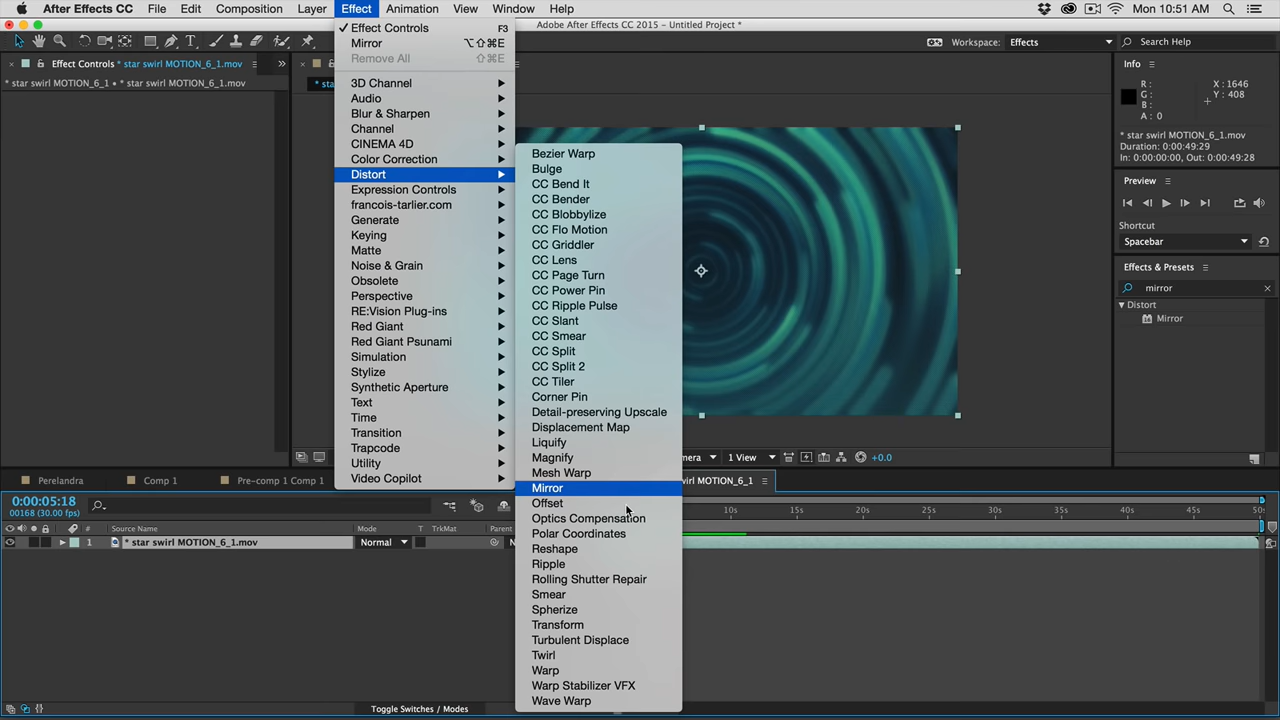 After Effects CC File Edit Composition Layer Effect Animation View Window Help Mon 10:51 AM
Adobe After Effects CC 2015 - Untitled Project *
Workspace: Effects Search Help
Effect Controls * star swirl MOTION_6_1.mov
* star swirl MOTION_6_1 • * star swirl MOTION_6_1.mov
* st
Effect Controls F3
Mirror ⌥⇧⌘E
Remove All ⇧⌘E
3D Channel
Audio
Blur & Sharpen
Channel
CINEMA 4D
Color Correction
Distort
Expression Controls
francois-tarlier.com
Generate
Keying
Matte
Noise & Grain
Obsolete
Perspective
RE:Vision Plug-ins
Red Giant
Red Giant Psunami
Simulation
Stylize
Synthetic Aperture
Text
Time
Transition
Trapcode
Utility
Video Copilot
Bezier Warp
Bulge
CC Bend It
CC Bender
CC Blobbylize
CC Flo Motion
CC Griddler
CC Lens
CC Page Turn
CC Power Pin
CC Ripple Pulse
CC Slant
CC Smear
CC Split
CC Split 2
CC Tiler
Corner Pin
Detail-preserving Upscale
Displacement Map
Liquify
Magnify
Mesh Warp
Mirror
Offset
Optics Compensation
Polar Coordinates
Reshape
Ripple
Rolling Shutter Repair
Smear
Spherize
Transform
Turbulent Displace
Twirl
Warp
Warp Stabilizer VFX
Wave Warp
Info
R : X : 1646
G : Y : 408
B :
A : 0
* star swirl MOTION_6_1.mov
Duration: 0:00:49:29
In: 0:00:00:00, Out: 0:00:49:28
Preview
Shortcut
Spacebar
Effects & Presets
mirror
Distort
Mirror
mera 1 View +0.0
Perelandra Comp 1 Pre-comp 1 Comp 1 swirl MOTION_6_1
0:00:05:18
00168 (30.00 fps)
10s 15s 20s 25s 30s 35s 40s 45s 50s
# Source Name Mode T TrkMat Parent
1 * star swirl MOTION_6_1.mov Normal N
Toggle Switches / Modes